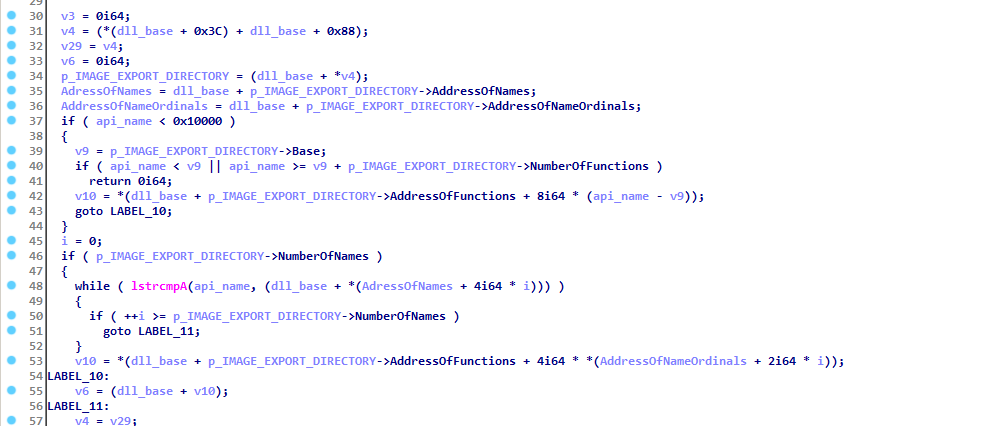 29
30 v3 = 0i64;
31 v4 = (*(dll_base + 0x3C) + dll_base + 0x88);
32 v29 = v4;
33 v6 = 0i64;
34 p_IMAGE_EXPORT_DIRECTORY = (dll_base + *v4);
35 AdressOfNames = dll_base + p_IMAGE_EXPORT_DIRECTORY->AddressOfNames;
36 AddressOfNameOrdinals = dll_base + p_IMAGE_EXPORT_DIRECTORY->AddressOfNameOrdinals;
37 if ( api_name < 0x10000 )
38 {
39 v9 = p_IMAGE_EXPORT_DIRECTORY->Base;
40 if ( api_name < v9 || api_name >= v9 + p_IMAGE_EXPORT_DIRECTORY->NumberOfFunctions )
41 return 0i64;
42 v10 = *(dll_base + p_IMAGE_EXPORT_DIRECTORY->AddressOfFunctions + 8i64 * (api_name - v9));
43 goto LABEL_10;
44 }
45 i = 0;
46 if ( p_IMAGE_EXPORT_DIRECTORY->NumberOfNames )
47 {
48 while ( lstrcmpA(api_name, (dll_base + *(AdressOfNames + 4i64 * i))) )
49 {
50 if ( ++i >= p_IMAGE_EXPORT_DIRECTORY->NumberOfNames )
51 goto LABEL_11;
52 }
53 v10 = *(dll_base + p_IMAGE_EXPORT_DIRECTORY->AddressOfFunctions + 4i64 * *(AddressOfNameOrdinals + 2i64 * i));
54 LABEL_10:
55 v6 = (dll_base + v10);
56 LABEL_11:
57 v4 = v29;